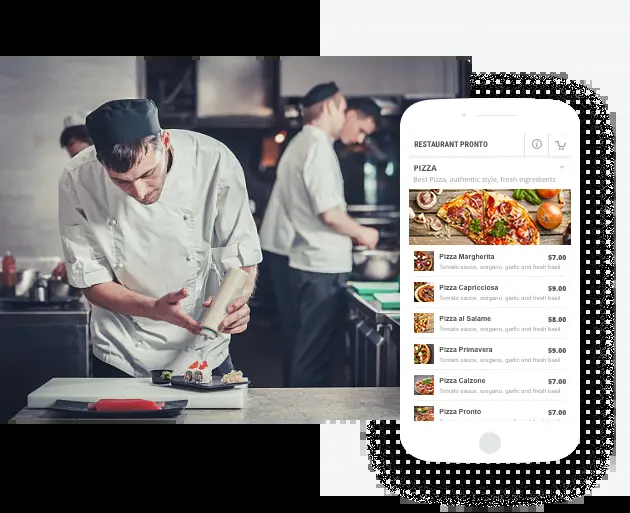 RESTAURANT PRONTO
PIZZA
Best Pizza, authentic style, fresh ingredients
Pizza Margherita $7.00
Tomato sauce, oregano, garlic and fresh basil
Pizza Capricciosa $9.00
Tomato sauce, oregano, garlic and fresh basil
Pizza al Salame $8.00
Tomato sauce, oregano, garlic and fresh basil
Pizza Primavera $9.00
Tomato sauce, oregano, garlic and fresh basil
Pizza Calzone $7.00
Tomato sauce, oregano, garlic and fresh basil
Pizza Pronto $7.00